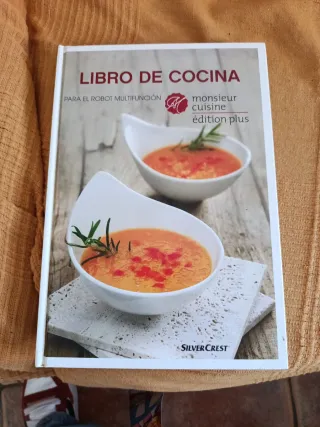 LIBRO DE COCINA
PARA EL ROBOT MULTIFUNCIÓN
monsieur
cuisine
édition plus
SILVERCREST